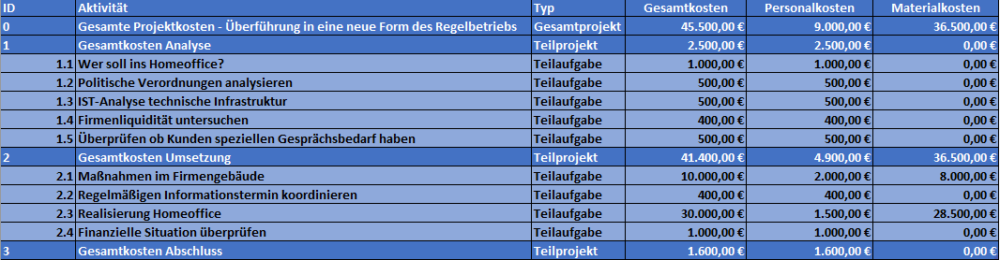 ID Aktivität Typ Gesamtkosten Personalkosten Materialkosten
0 Gesamte Projektkosten - Überführung in eine neue Form des Regelbetriebs Gesamtprojekt 45.500,00 € 9.000,00 € 36.500,00 €
1 Gesamtkosten Analyse Teilprojekt 2.500,00 € 2.500,00 € 0,00 €
1.1 Wer soll ins Homeoffice? Teilaufgabe 1.000,00 € 1.000,00 € 0,00 €
1.2 Politische Verordnungen analysieren Teilaufgabe 500,00 € 500,00 € 0,00 €
1.3 IST-Analyse technische Infrastruktur Teilaufgabe 500,00 € 500,00 € 0,00 €
1.4 Firmenliquidität untersuchen Teilaufgabe 400,00 € 400,00 € 0,00 €
1.5 Überprüfen ob Kunden speziellen Gesprächsbedarf haben Teilaufgabe 500,00 € 500,00 € 0,00 €
2 Gesamtkosten Umsetzung Teilprojekt 41.400,00 € 4.900,00 € 36.500,00 €
2.1 Maßnahmen im Firmengebäude Teilaufgabe 10.000,00 € 2.000,00 € 8.000,00 €
2.2 Regelmäßigen Informationstermin koordinieren Teilaufgabe 400,00 € 400,00 € 0,00 €
2.3 Realisierung Homeoffice Teilaufgabe 30.000,00 € 1.500,00 € 28.500,00 €
2.4 Finanzielle Situation überprüfen Teilaufgabe 1.000,00 € 1.000,00 € 0,00 €
3 Gesamtkosten Abschluss Teilprojekt 1.600,00 € 1.600,00 € 0,00 €